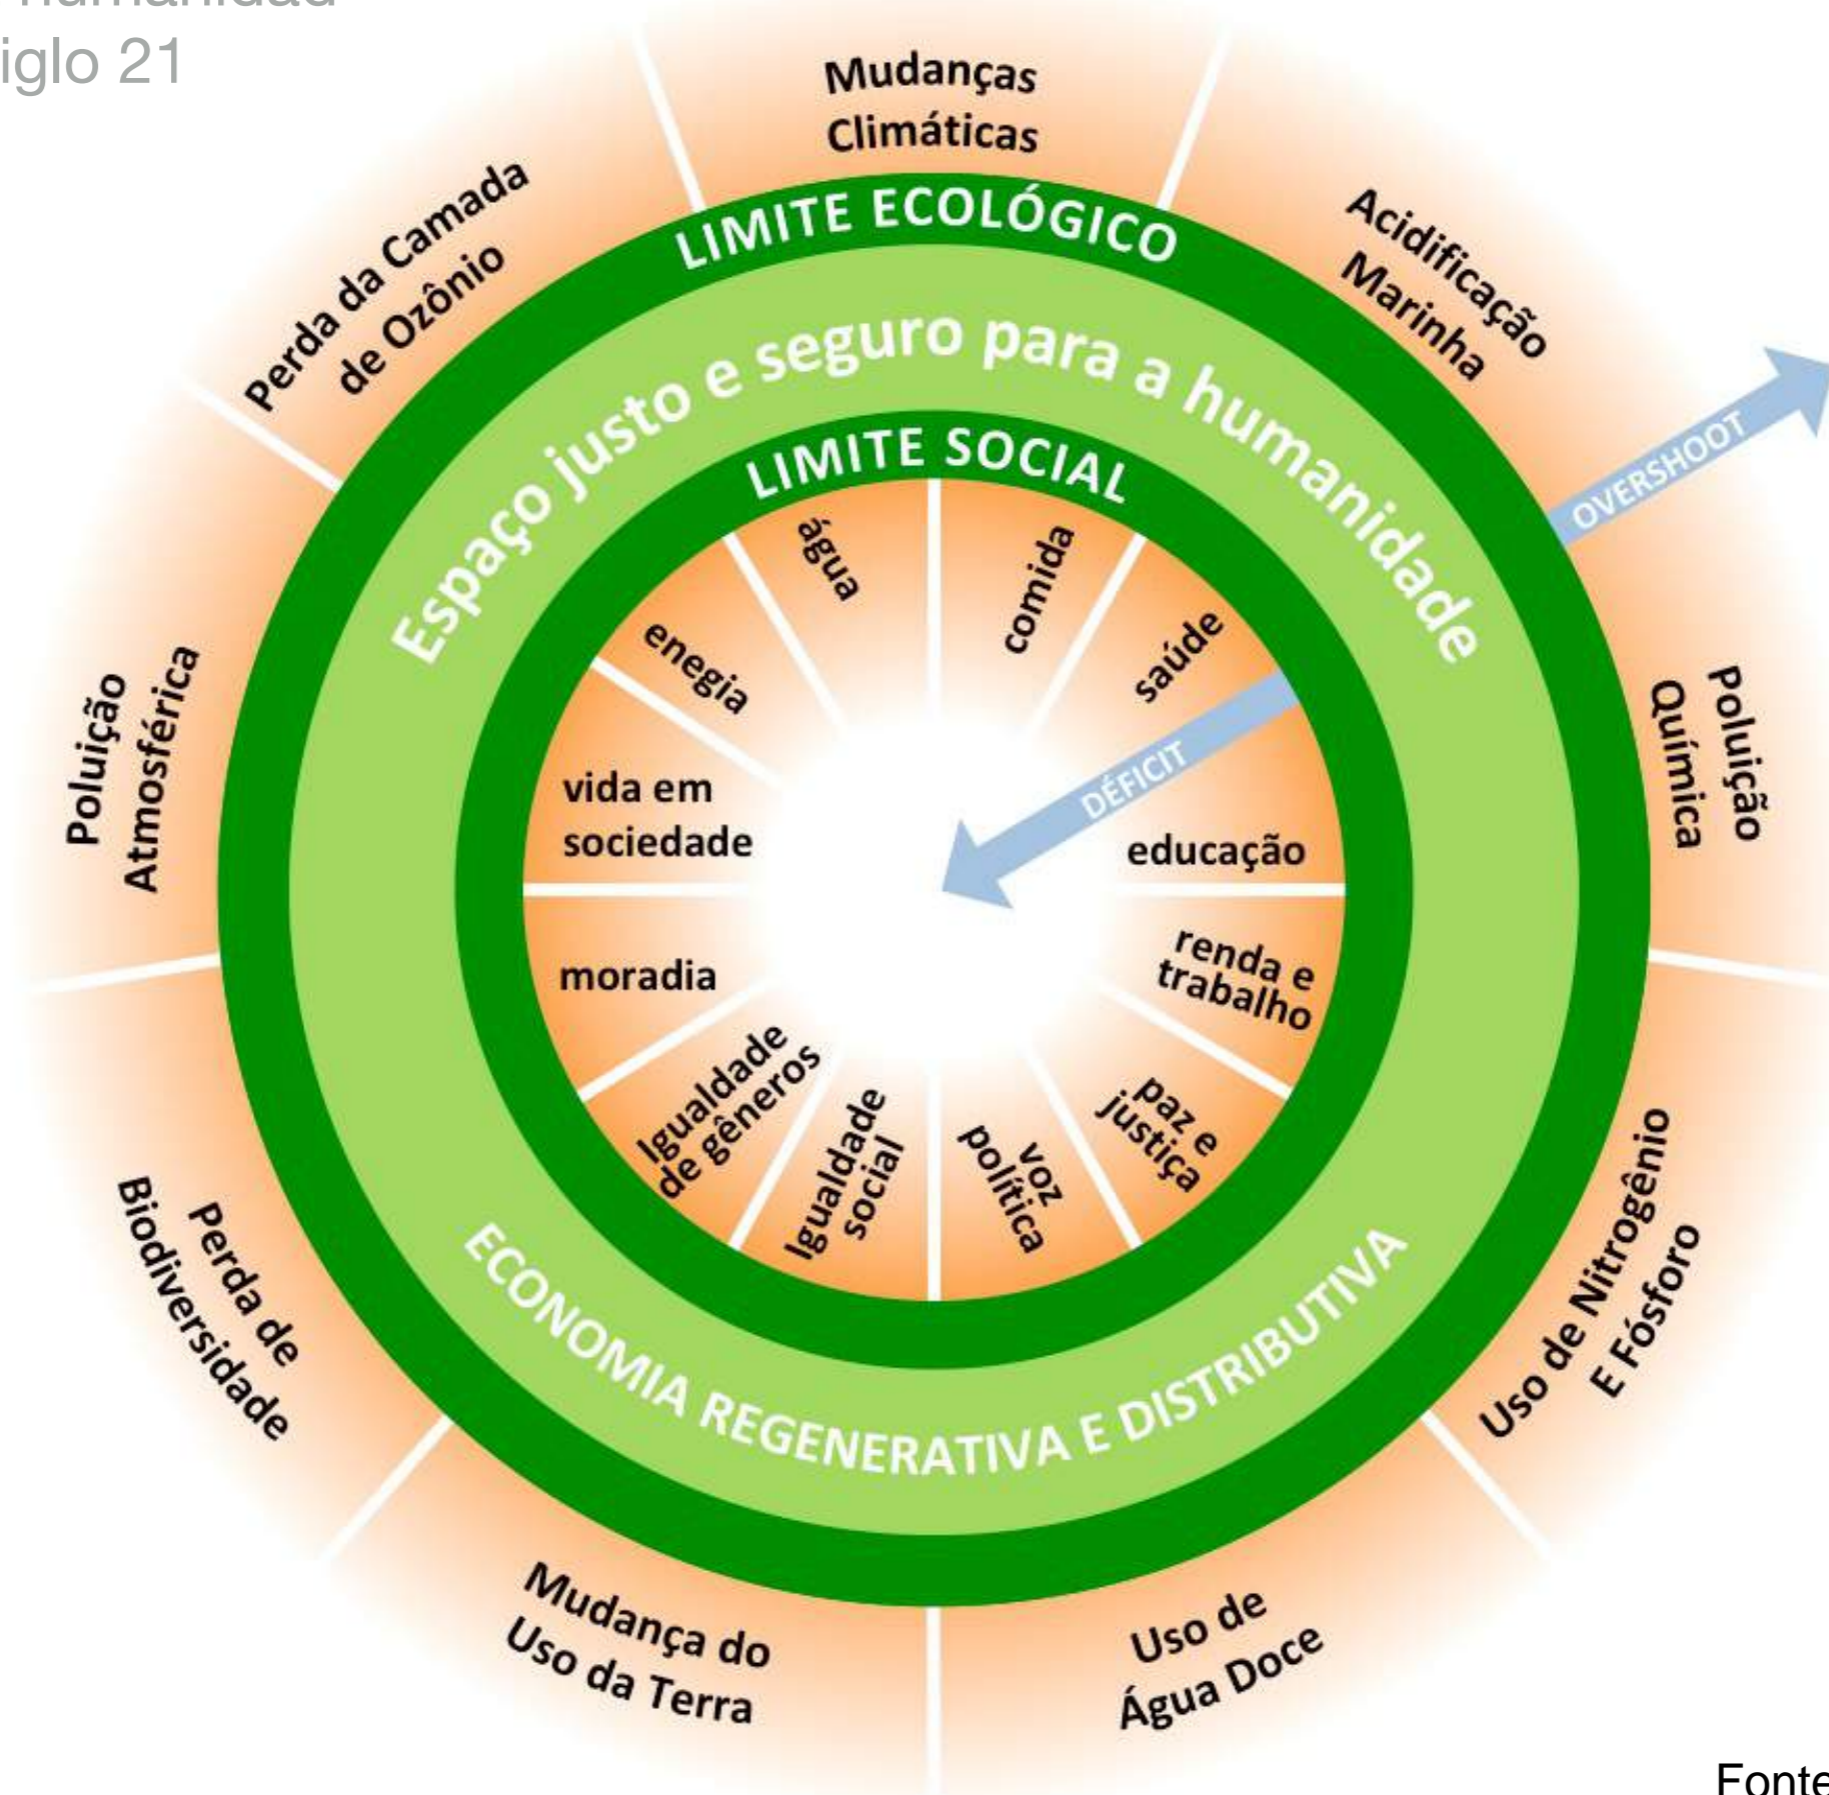 humanidad
iglo 21
Mudanças
Climáticas
Acidificação
Marinha
Poluição
Química
Uso de Nitrogênio
E Fósforo
Uso de
Água Doce
Mudança do
Uso da Terra
Perda de
Biodiversidade
Poluição
Atmosférica
Perda da Camada
de Ozônio
LIMITE ECOLÓGICO
Espaço justo e seguro para a humanidade
LIMITE SOCIAL
OVERSHOOT
água
comida
saúde
DÉFICIT
educação
renda e
trabalho
paz e
justiça
voz
política
Igualdade
social
Igualdade
de gêneros
moradia
vida em
sociedade
enegia
ECONOMIA REGENERATIVA E DISTRIBUTIVA
Fonte